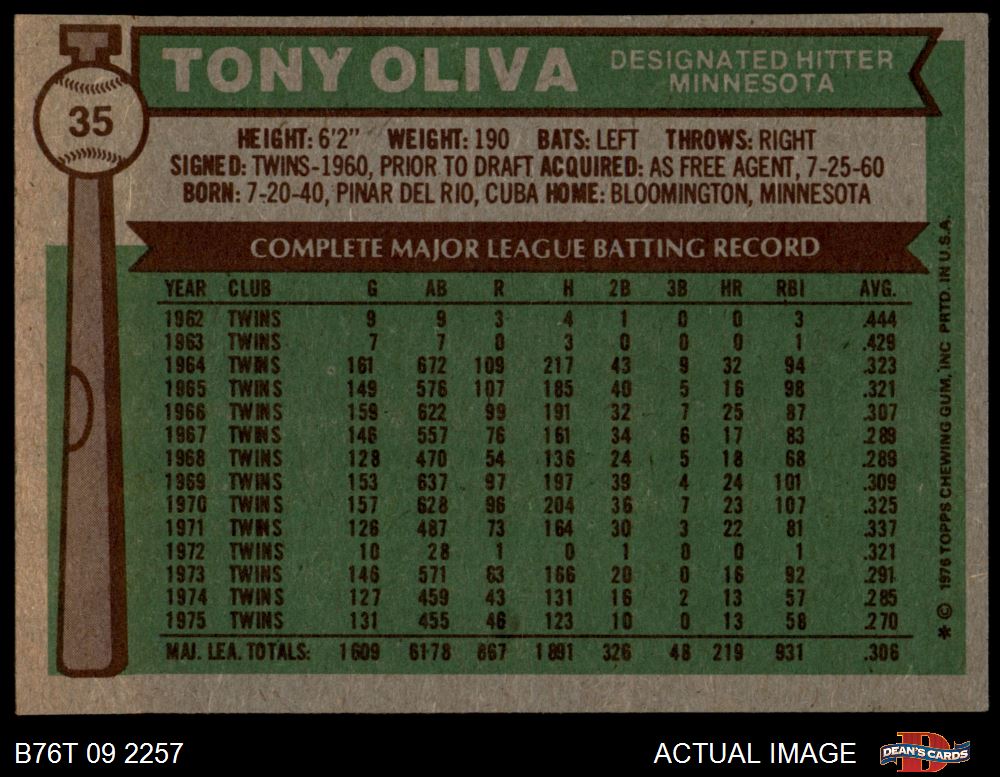 T
35
TONY OLIVA
DESIGNATED HITTER
MINNESOTA
HEIGHT: 6'2" WEIGHT: 190 BATS: LEFT THROWS: RIGHT
SIGNED: TWINS-1960, PRIOR TO DRAFT ACQUIRED: AS FREE AGENT, 7-25-60
BORN: 7-20-40, PINAR DEL RIO, CUBA HOME: BLOOMINGTON, MINNESOTA
COMPLETE MAJOR LEAGUE BATTING RECORD
YEAR CLUB G AB R H 2B 3B HR RBI AVG.
1962 TWINS 9 9 3 4 1 0 0 3 .444
1963 TWINS 7 7 0 3 0 0 0 1 .429
1964 TWINS 161 672 109 217 43 9 32 94 .323
1965 TWINS 149 576 107 185 40 5 16 98 .321
1966 TWINS 159 622 99 191 32 7 25 87 .307
1967 TWINS 146 557 76 161 34 6 17 83 .289
1968 TWINS 128 470 54 136 24 5 18 68 .289
1969 TWINS 153 637 97 197 39 4 24 101 .309
1970 TWINS 157 628 96 204 36 7 23 107 .325
1971 TWINS 126 487 73 164 30 3 22 81 .337
1972 TWINS 10 28 1 0 1 0 0 1 .321
1973 TWINS 146 571 63 166 20 0 16 92 .291
1974 TWINS 127 459 43 131 16 2 13 57 .285
1975 TWINS 131 455 46 123 10 0 13 58 .270
MAJ. LEA. TOTALS: 1609 6178 867 1891 326 48 219 931 .306
* © 1976 TOPPS CHEWING GUM, INC PRTD. IN U.S.A.
B76T 09 2257
ACTUAL IMAGE
D
DEAN'S CARDS